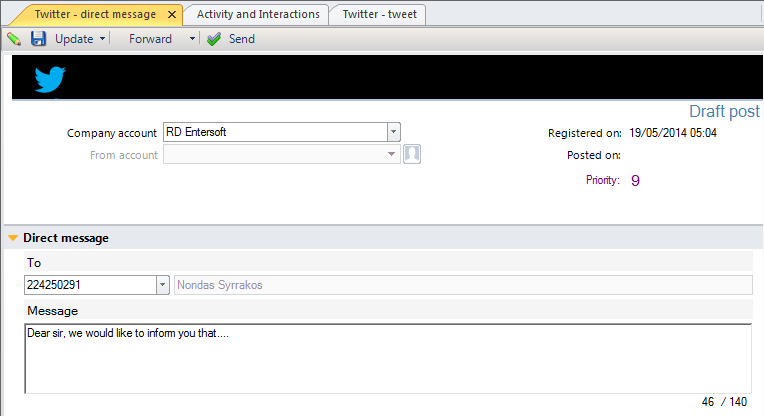 Twitter - direct message Activity and Interactions Twitter - tweet
Update Forward Send
Draft post
Company account RD Entersoft Registered on: 19/05/2014 05:04
From account Posted on:
Priority: 9
Direct message
To
224250291 Nondas Syrrakos
Message
Dear sir, we would like to inform you that....
46 / 140